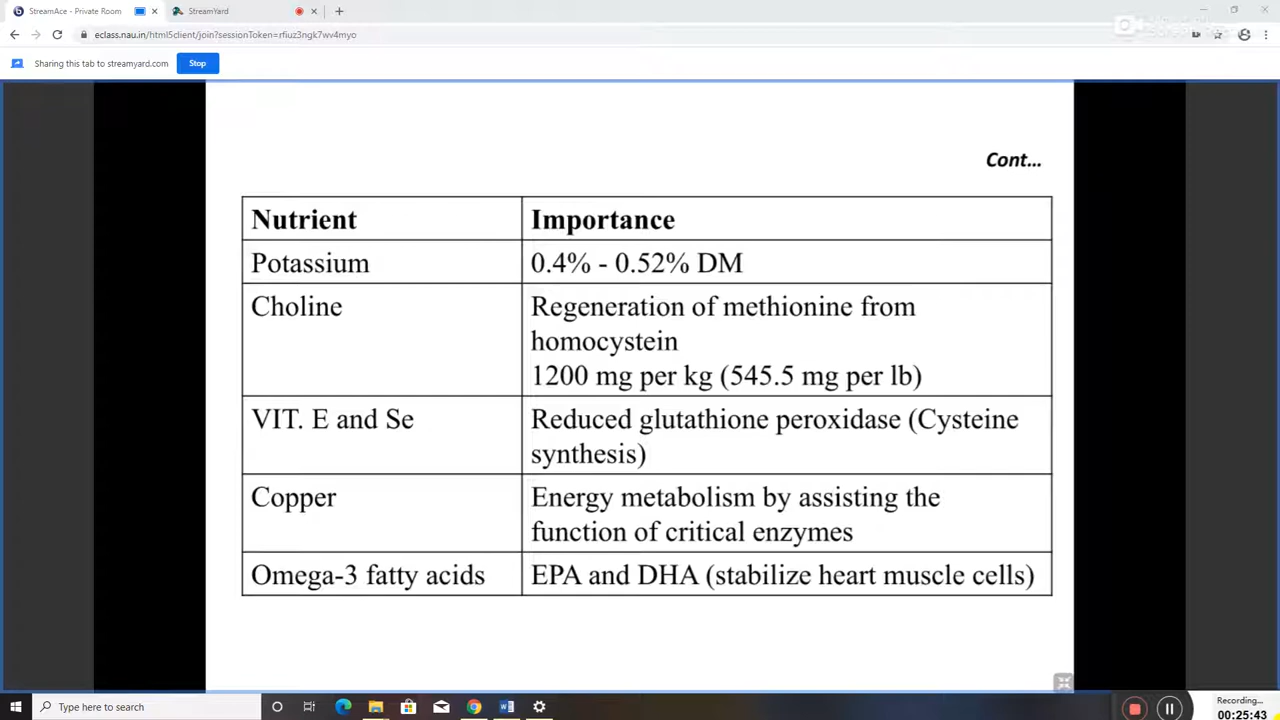 StreamAce - Private Room
StreamYard
eclass.nau.in/html5client/join?sessionToken=rfiuz3ngk7wv4myo
Sharing this tab to streamyard.com
Stop
Cont...
Nutrient Importance
Potassium 0.4% - 0.52% DM
Choline Regeneration of methionine from
homocystein
1200 mg per kg (545.5 mg per lb)
VIT. E and Se Reduced glutathione peroxidase (Cysteine
synthesis)
Copper Energy metabolism by assisting the
function of critical enzymes
Omega-3 fatty acids EPA and DHA (stabilize heart muscle cells)
Type here to search
Recording...
00:25:43